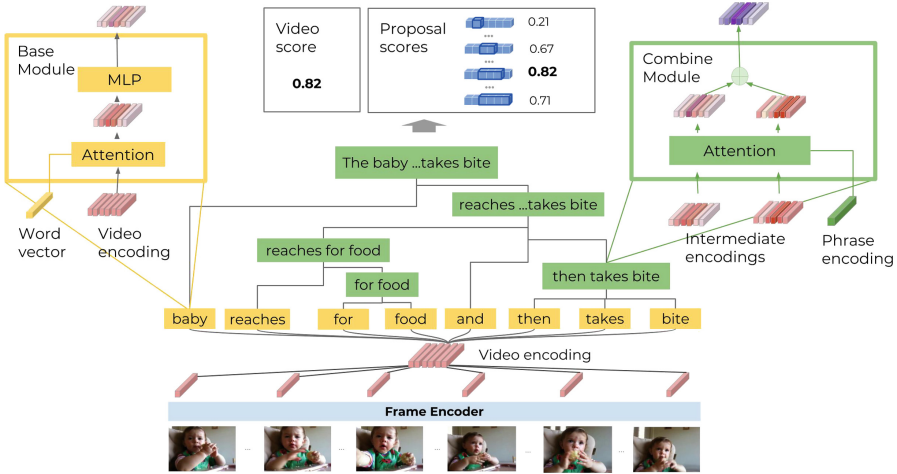 Base
Module
MLP
Attention
Word
vector
Video
encoding
Video
score
0.82
Proposal
scores
0.21
...
0.67
...
0.82
...
0.71
Combine
Module
Attention
Intermediate
encodings
Phrase
encoding
The baby ...takes bite
reaches ...takes bite
reaches for food
then takes bite
for food
baby
reaches
for
food
and
then
takes
bite
Video encoding
Frame Encoder
... ... ... ... ...